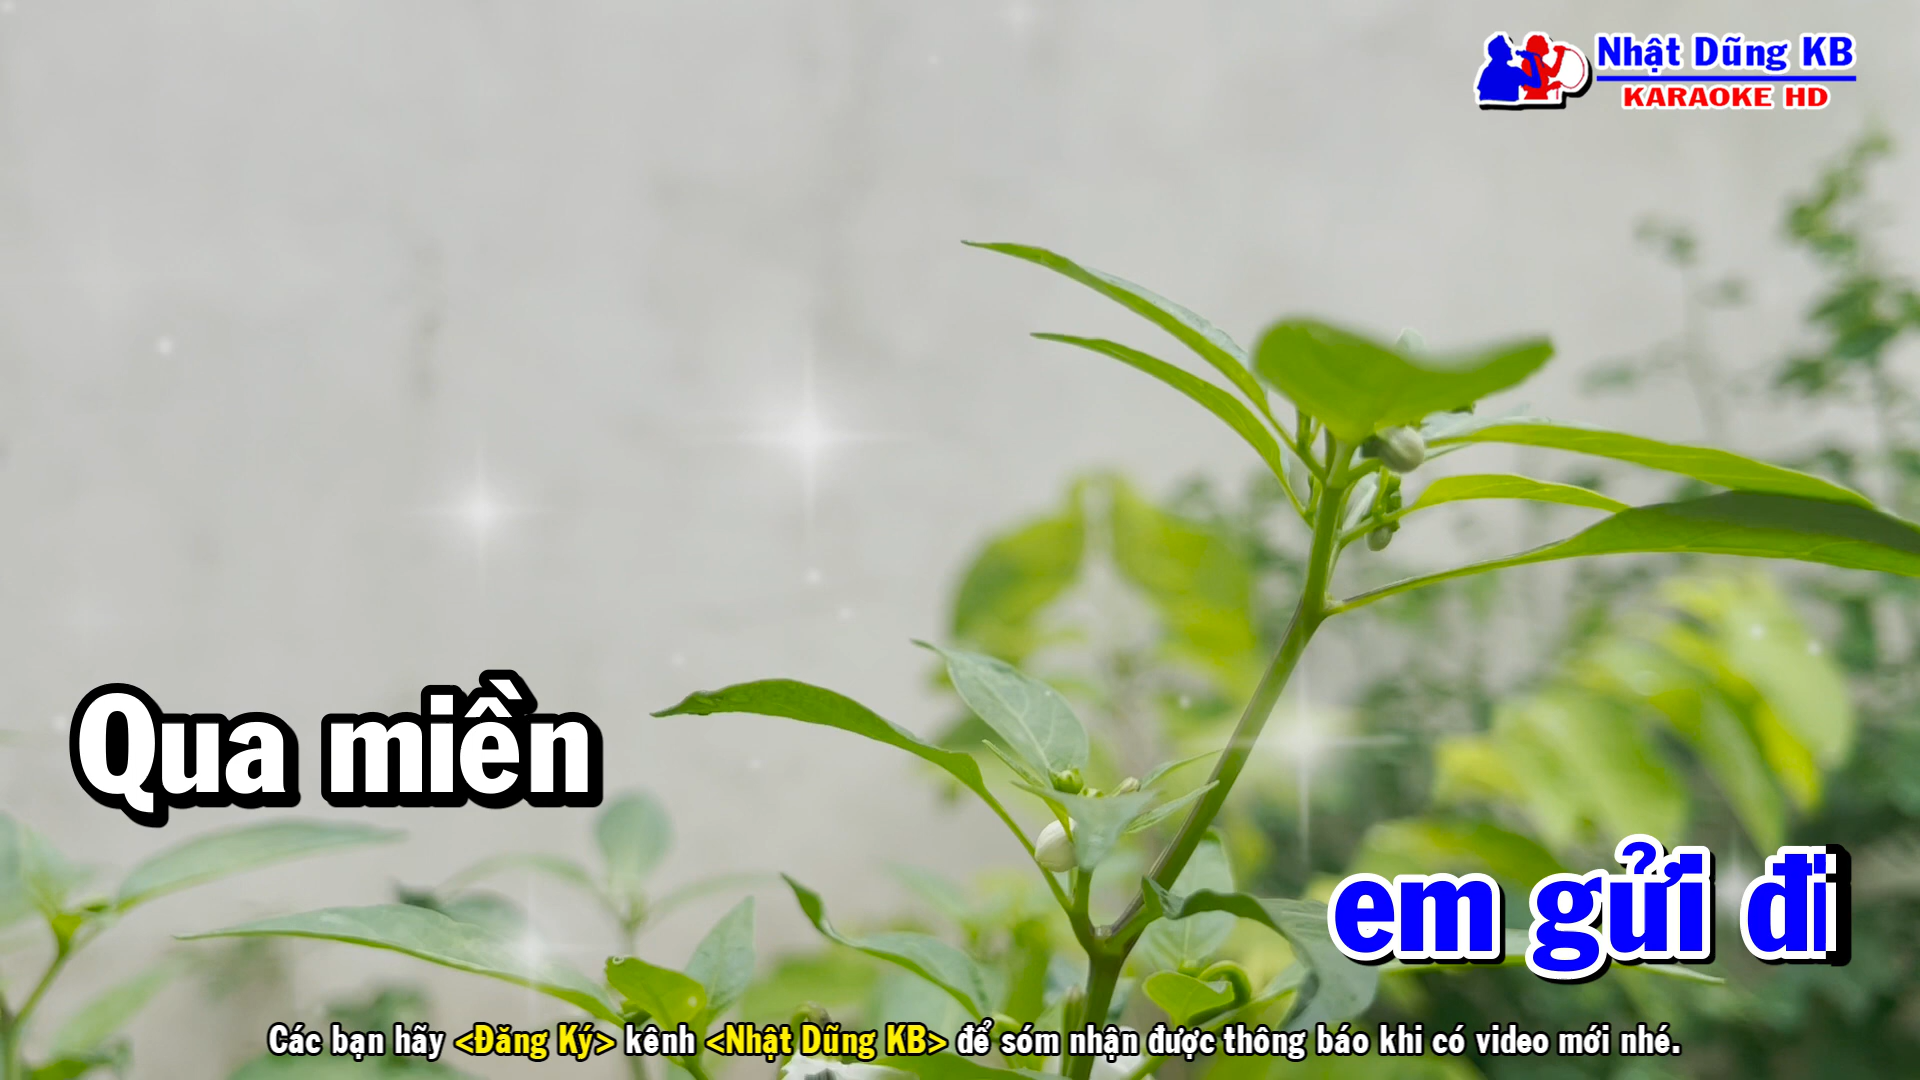 Nhật Dũng KB
KARAOKE HD
Qua miền
em gửi đi
Các bạn hãy <Đăng Ký> kênh <Nhật Dũng KB> để sóm nhận được thông báo khi có video mới nhé.